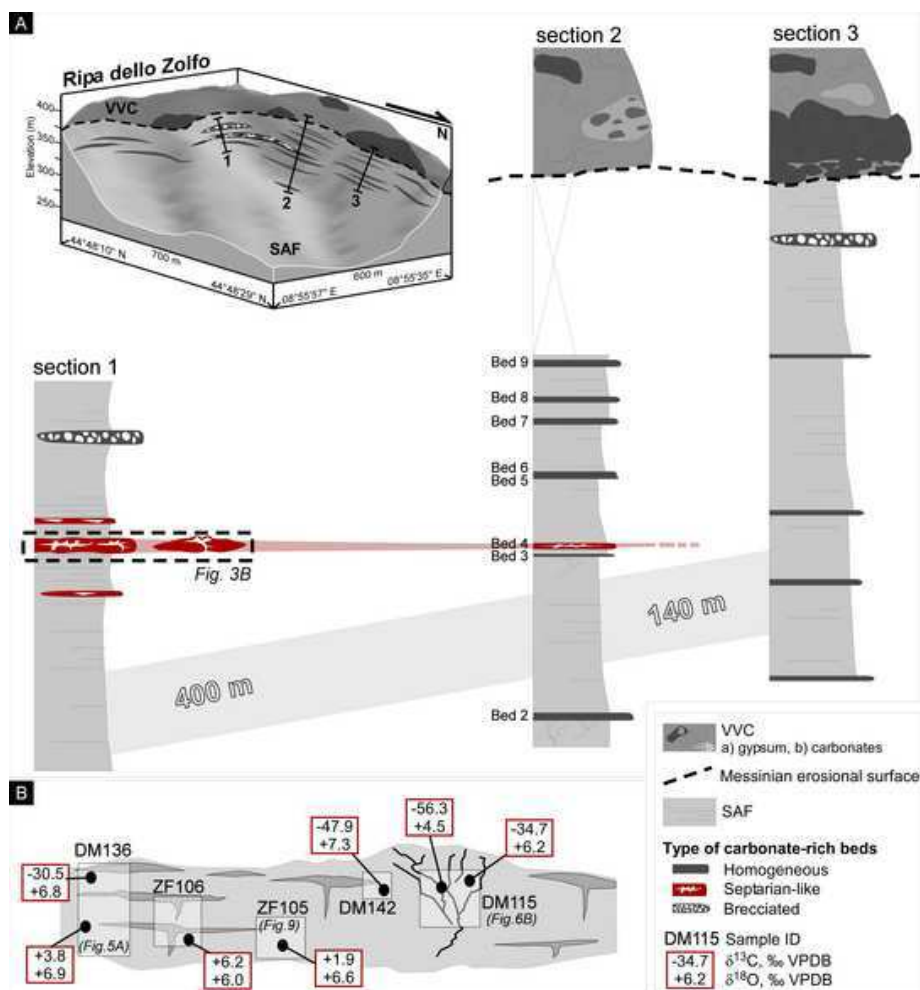 A
Ripa dello Zolfo
VVC
SAF
N
Elevation (m)
400
350
300
250
1
2
3
44°48'10" N
700 m
44°48'29" N
08°55'57" E
600 m
08°55'35" E
section 1
section 2
section 3
Bed 9
Bed 8
Bed 7
Bed 6
Bed 5
Bed 4
Bed 3
Bed 2
Fig. 3B
400 m
140 m
B
DM136
-30.5
+6.8
(Fig.5A)
+3.8
+6.9
ZF106
+6.2
+6.0
ZF105
(Fig.9)
+1.9
+6.6
-47.9
+7.3
DM142
-56.3
+4.5
-34.7
+6.2
DM115
(Fig.6B)
VVC
a) gypsum, b) carbonates
Messinian erosional surface
SAF
Type of carbonate-rich beds
Homogeneous
Septarian-like
Brecciated
DM115 Sample ID
-34.7 δ13C, ‰ VPDB
+6.2 δ18O, ‰ VPDB